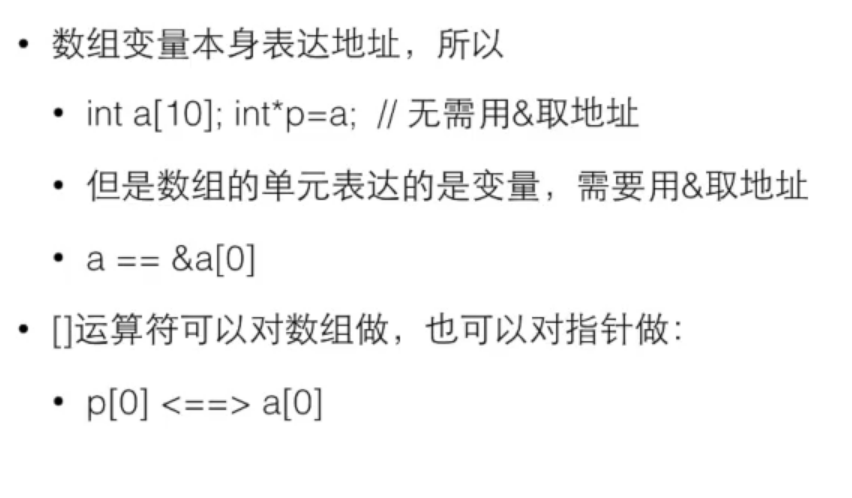 • 数组变量本身表达地址，所以
• int a[10]; int*p=a; // 无需用&取地址
• 但是数组的单元表达的是变量，需要用&取地址
• a == &a[0]
• []运算符可以对数组做，也可以对指针做：
• p[0] <==> a[0]